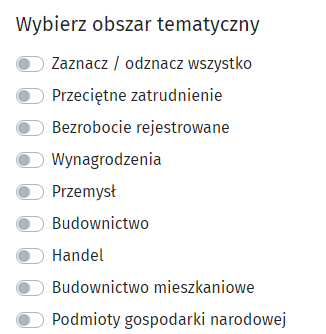 Wybierz obszar tematyczny
Zaznacz / odznacz wszystko
Przeciętne zatrudnienie
Bezrobocie rejestrowane
Wynagrodzenia
Przemysł
Budownictwo
Handel
Budownictwo mieszkaniowe
Podmioty gospodarki narodowej